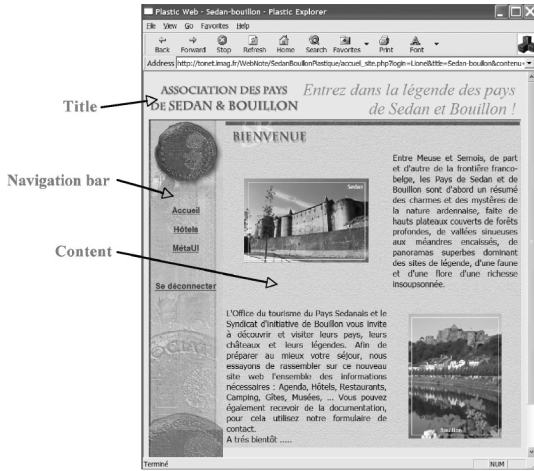 Plastic Web - Sedan-bouillon - Plastic Explorer
File View Go Favorites Help
Back Forward Stop Refresh Home Search Favorites Print Font
Address http://tonet.imag.fr/WebNote/SedanBouillonPlastique/accueil_site.php?login=Lionel&title=Sedan-bouillon&contenu=
Title
ASSOCIATION DES PAYS
DE SEDAN & BOUILLON
Entrez dans la légende des pays
de Sedan et Bouillon !
BIENVENUE
Navigation bar
Accueil
Hôtels
MétaUI
Se déconnecter
Content
Sedan
Entre Meuse et Semois, de part
et d'autre de la frontière franco-
belge, les Pays de Sedan et de
Bouillon sont d'abord un résumé
des charmes et des mystères de
la nature ardennaise, faite de
hauts plateaux couverts de forêts
profondes, de vallées sinueuses
aux méandres encaissés, de
panoramas superbes dominant
des sites de légende, d'une faune
et d'une flore d'une richesse
insoupsonnée.
L'Office du tourisme du Pays Sedanais et le
Syndicat d'initiative de Bouillon vous invite
à découvrir et visiter leurs pays, leurs
châteaux et leurs légendes. Afin de
préparer au mieux votre séjour, nous
essayons de rassembler sur ce nouveau
site web l'ensemble des informations
nécessaires : Agenda, Hôtels, Restaurants,
Camping, Gîtes, Musées, ... Vous pouvez
également recevoir de la documentation,
pour cela utilisez notre formulaire de
contact.
A trés bientôt .....
Bouillon
Terminé
NUM